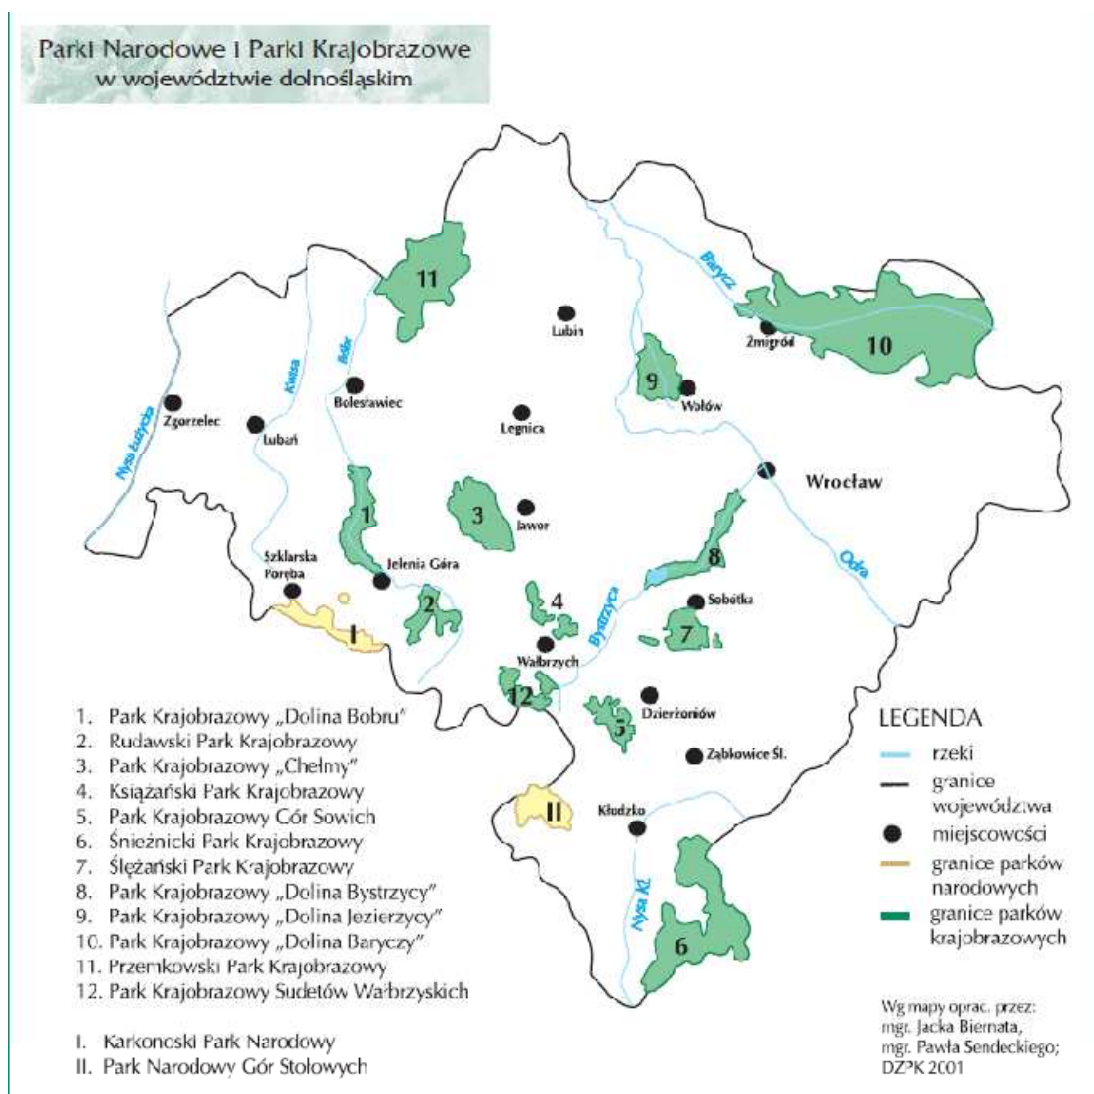 Parki Narodowe i Parki Krajobrazowe
w województwie dolnośląskim
11
Barycz
Lubin
Żmigród
10
Nysa Łużycka
Kwisa
Bóbr
9
Wołów
Zgorzelec
Lubań
Bolesławiec
Legnica
Wrocław
1
3
Jawor
8
Odra
Szklarska
Poręba
Jelenia Góra
2
4
Bystrzyca
Sobótka
7
I
Wałbrzych
12
5
Dzierżoniów
Ząbkowice Śl.
II
Kłodzko
Nysa Kł.
6
1. Park Krajobrazowy „Dolina Bobru"
2. Rudawski Park Krajobrazowy
3. Park Krajobrazowy „Chełmy"
4. Książański Park Krajobrazowy
5. Park Krajobrazowy Gór Sowich
6. Śnieżnicki Park Krajobrazowy
7. Ślężański Park Krajobrazowy
8. Park Krajobrazowy „Dolina Bystrzycy"
9. Park Krajobrazowy „Dolina Jezierzycy"
10. Park Krajobrazowy „Dolina Baryczy"
11. Przemkowski Park Krajobrazowy
12. Park Krajobrazowy Sudetów Wałbrzyskich
I. Karkonoski Park Narodowy
II. Park Narodowy Gór Stołowych
LEGENDA
rzeki
granice
województwa
miejscowości
granice parków
narodowych
granice parków
krajobrazowych
Wg mapy oprac. przez:
mgr. Jacka Biernata,
mgr. Pawła Sendeckiego;
DZPK 2001